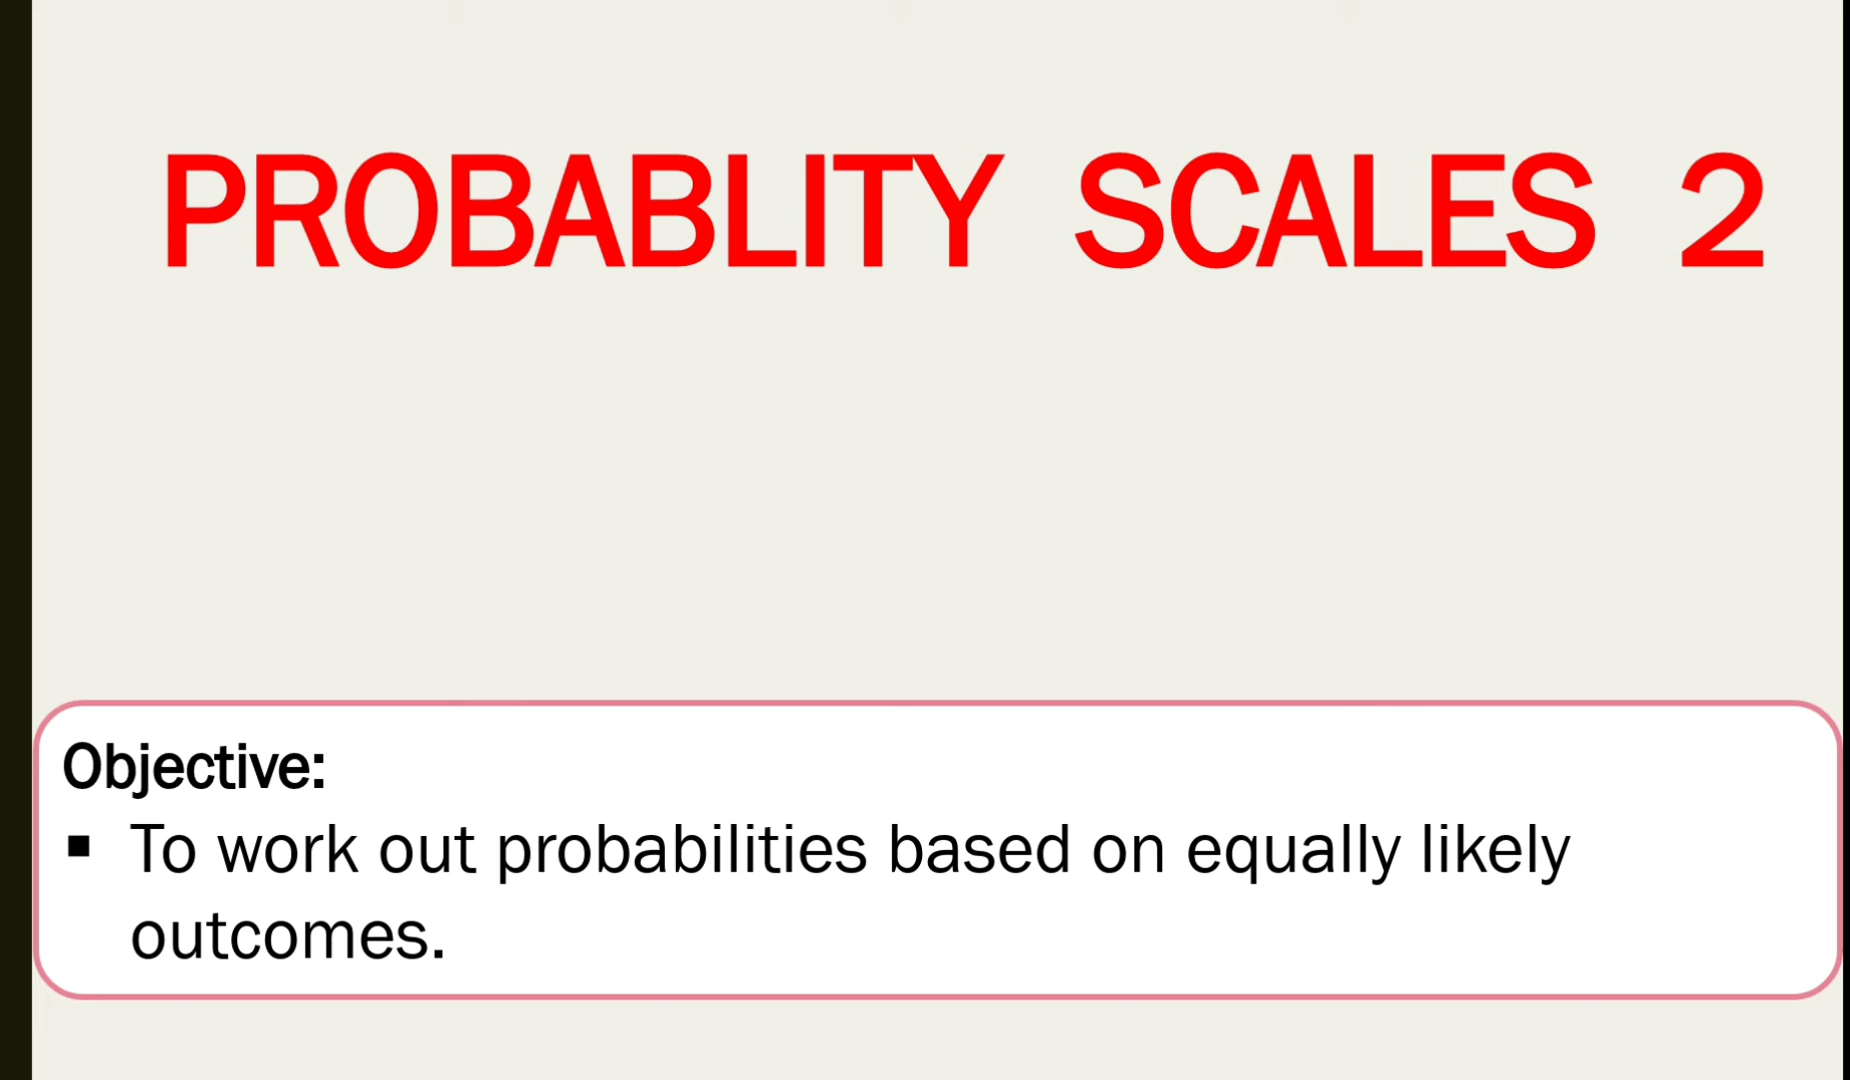 PROBABLITY SCALES 2
Objective:
▪ To work out probabilities based on equally likely
outcomes.